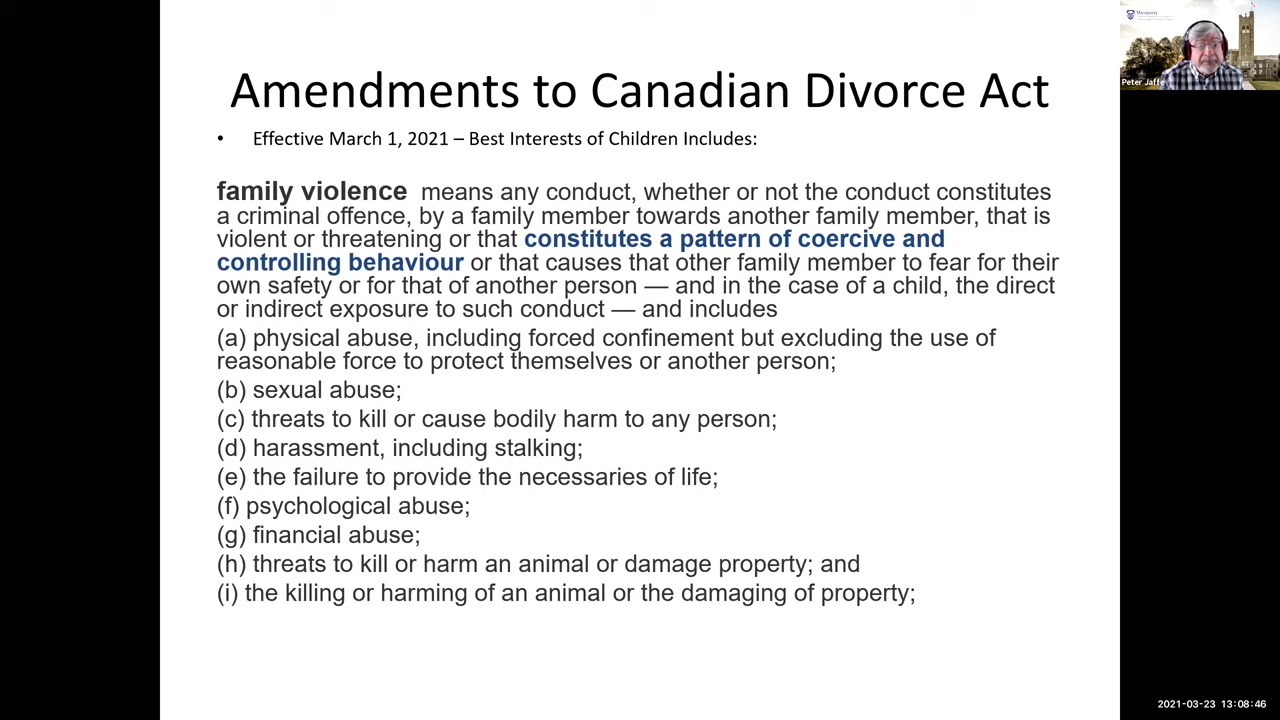 Amendments to Canadian Divorce Act
• Effective March 1, 2021 – Best Interests of Children Includes:
family violence means any conduct, whether or not the conduct constitutes
a criminal offence, by a family member towards another family member, that is
violent or threatening or that constitutes a pattern of coercive and
controlling behaviour or that causes that other family member to fear for their
own safety or for that of another person — and in the case of a child, the direct
or indirect exposure to such conduct — and includes
(a) physical abuse, including forced confinement but excluding the use of
reasonable force to protect themselves or another person;
(b) sexual abuse;
(c) threats to kill or cause bodily harm to any person;
(d) harassment, including stalking;
(e) the failure to provide the necessaries of life;
(f) psychological abuse;
(g) financial abuse;
(h) threats to kill or harm an animal or damage property; and
(i) the killing or harming of an animal or the damaging of property;
Western
Peter Jaffe
2021-03-23 13:08:46